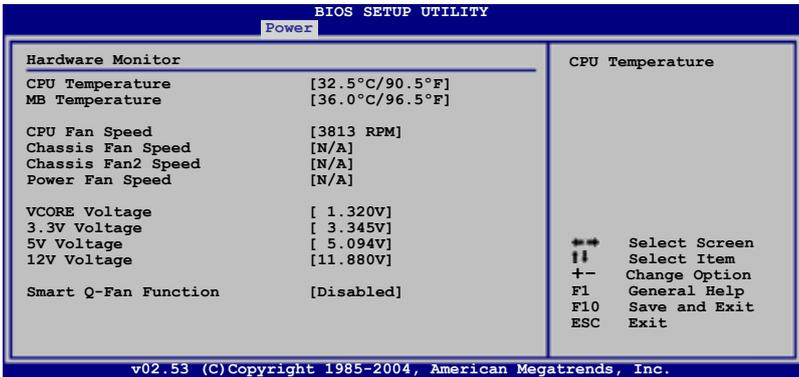 BIOS SETUP UTILITY
Power
Hardware Monitor
CPU Temperature [32.5°C/90.5°F]
MB Temperature [36.0°C/96.5°F]
CPU Fan Speed [3813 RPM]
Chassis Fan Speed [N/A]
Chassis Fan2 Speed [N/A]
Power Fan Speed [N/A]
VCORE Voltage [ 1.320V]
3.3V Voltage [ 3.345V]
5V Voltage [ 5.094V]
12V Voltage [11.880V]
Smart Q-Fan Function [Disabled]
CPU Temperature
←→ Select Screen
↑↓ Select Item
+- Change Option
F1 General Help
F10 Save and Exit
ESC Exit
v02.53 (C)Copyright 1985-2004, American Megatrends, Inc.